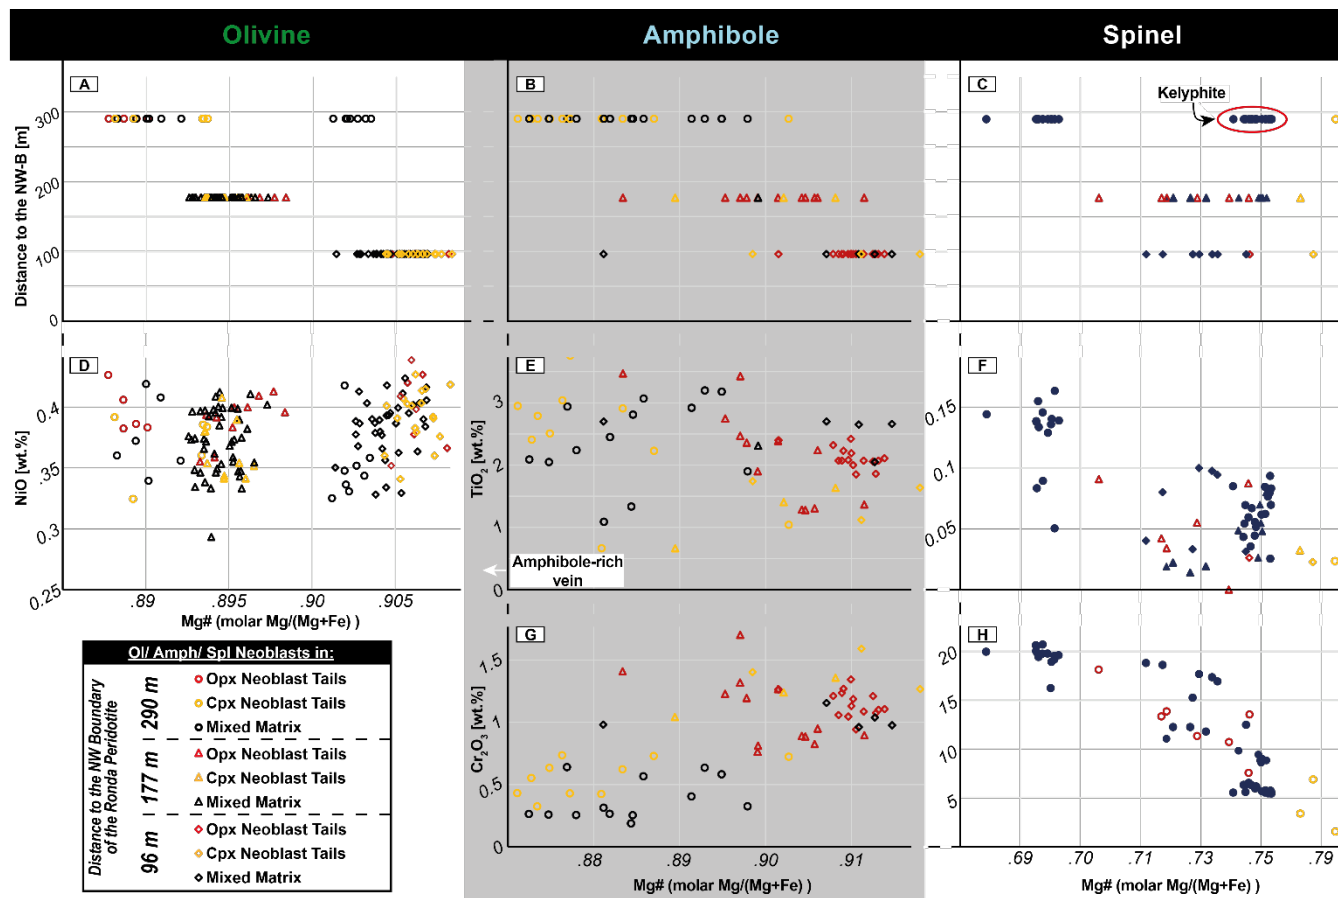 Olivine
Amphibole
Spinel
A
B
C
Kelyphite
Distance to the NW-B [m]
300
200
100
0
D
E
F
NiO [wt.%]
0.4
0.35
0.3
0.25
.89
.895
.90
.905
Mg# (molar Mg/(Mg+Fe) )
TiO2 [wt.%]
3
2
1
0
Amphibole-rich
vein
0.15
0.1
0.05
G
H
Cr2O3 [wt.%]
1.5
1
0.5
0
.88
.89
.90
.91
Mg# (molar Mg/(Mg+Fe) )
20
15
10
5
.69
.70
.71
.73
.75
.79
Mg# (molar Mg/(Mg+Fe) )
Ol/ Amph/ Spl Neoblasts in:
Distance to the NW Boundary
of the Ronda Peridotite
290 m
Opx Neoblast Tails
Cpx Neoblast Tails
Mixed Matrix
177 m
Opx Neoblast Tails
Cpx Neoblast Tails
Mixed Matrix
96 m
Opx Neoblast Tails
Cpx Neoblast Tails
Mixed Matrix